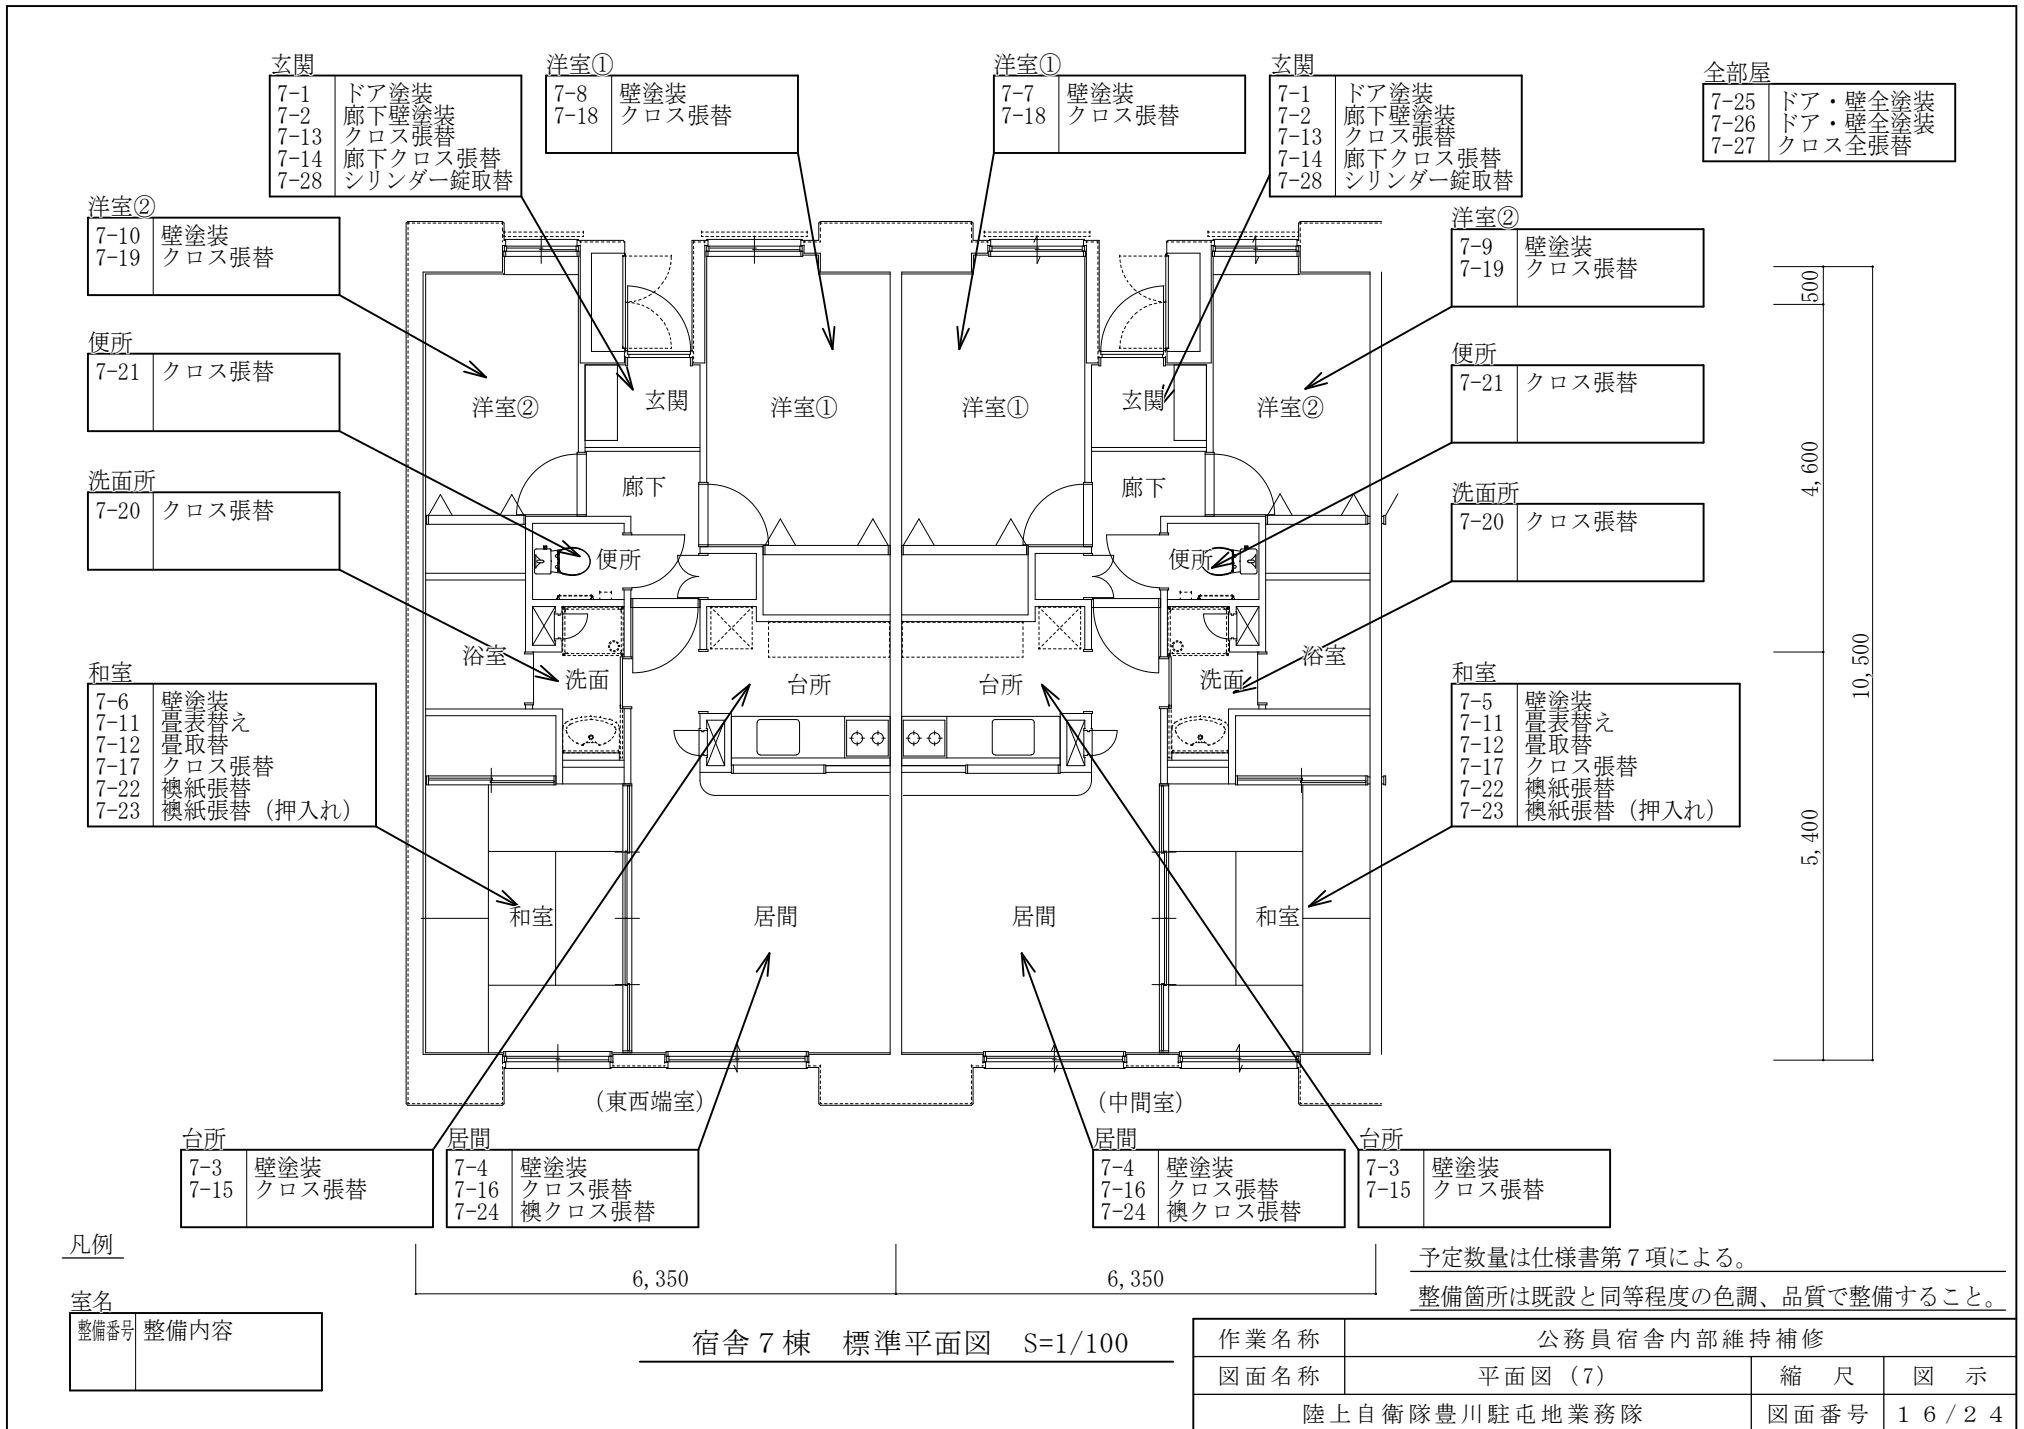 玄関
7-1 ドア塗装
7-2 廊下壁塗装
7-13 クロス張替
7-14 廊下クロス張替
7-28 シリンダー錠取替
洋室①
7-8 壁塗装
7-18 クロス張替
洋室①
7-7 壁塗装
7-18 クロス張替
玄関
7-1 ドア塗装
7-2 廊下壁塗装
7-13 クロス張替
7-14 廊下クロス張替
7-28 シリンダー錠取替
全部屋
7-25 ドア・壁全塗装
7-26 ドア・壁全塗装
7-27 クロス全張替
洋室②
7-10 壁塗装
7-19 クロス張替
便所
7-21 クロス張替
洗面所
7-20 クロス張替
和室
7-6 壁塗装
7-11 畳表替え
7-12 畳取替
7-17 クロス張替
7-22 襖紙張替
7-23 襖紙張替（押入れ）
洋室②
7-9 壁塗装
7-19 クロス張替
便所
7-21 クロス張替
洗面所
7-20 クロス張替
和室
7-5 壁塗装
7-11 畳表替え
7-12 畳取替
7-17 クロス張替
7-22 襖紙張替
7-23 襖紙張替（押入れ）
洋室② 玄関 洋室① 洋室① 玄関 洋室②
廊下 廊下
便所 便所
浴室 洗面 台所 台所 洗面 浴室
和室 居間 居間 和室
500
4,600
5,400
10,500
（東西端室） （中間室）
台所
7-3 壁塗装
7-15 クロス張替
居間
7-4 壁塗装
7-16 クロス張替
7-24 襖クロス張替
居間
7-4 壁塗装
7-16 クロス張替
7-24 襖クロス張替
台所
7-3 壁塗装
7-15 クロス張替
6,350 6,350
凡例
室名
整備番号 整備内容
宿舎７棟 標準平面図 S=1/100
予定数量は仕様書第７項による。
整備箇所は既設と同等程度の色調、品質で整備すること。
作業名称 公務員宿舎内部維持補修
図面名称 平面図（7） 縮尺 図示
陸上自衛隊豊川駐屯地業務隊 図面番号 １６/２４